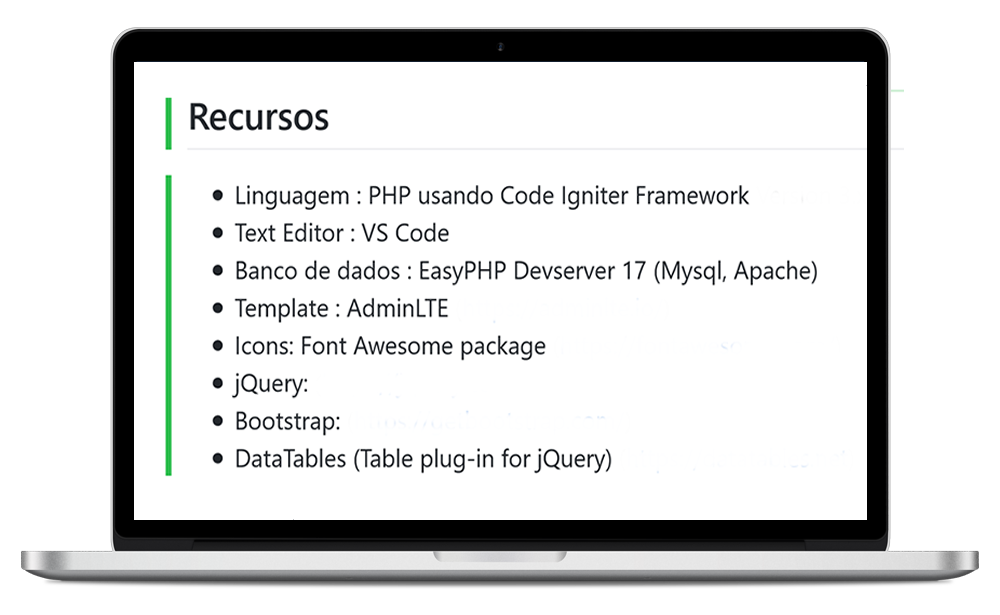 Recursos
Linguagem : PHP usando Code Igniter Framework
Text Editor : VS Code
Banco de dados : EasyPHP Devserver 17 (Mysql, Apache)
Template : AdminLTE
Icons: Font Awesome package
jQuery:
Bootstrap:
DataTables (Table plug-in for jQuery)